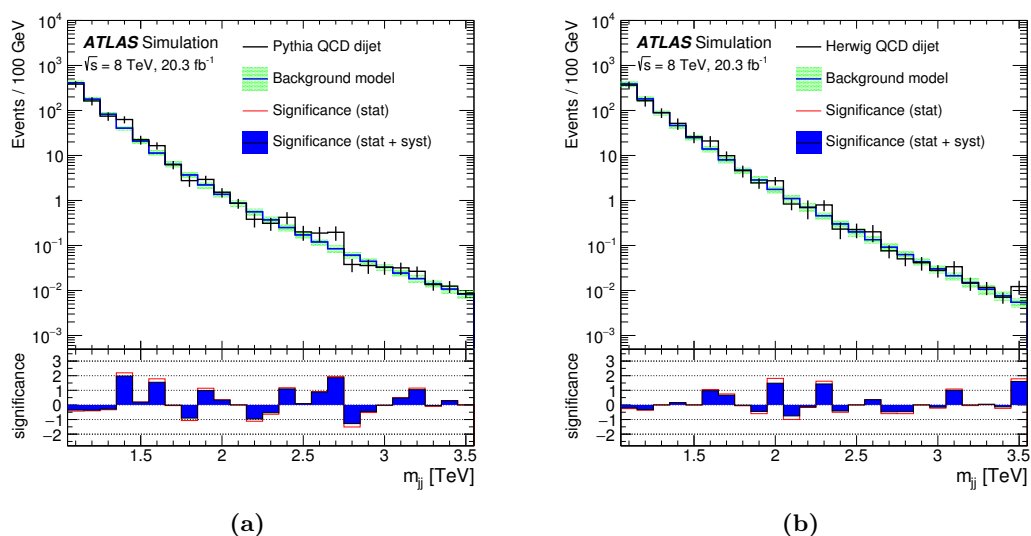 ATLAS Simulation
√s = 8 TeV, 20.3 fb⁻¹
Pythia QCD dijet
Background model
Significance (stat)
Significance (stat + syst)
Events / 100 GeV
10⁴
10³
10²
10
1
10⁻¹
10⁻²
10⁻³
significance
3
2
1
0
−1
−2
1.5
2
2.5
3
3.5
m_jj [TeV]
(a)
ATLAS Simulation
√s = 8 TeV, 20.3 fb⁻¹
Herwig QCD dijet
Background model
Significance (stat)
Significance (stat + syst)
Events / 100 GeV
10⁴
10³
10²
10
1
10⁻¹
10⁻²
10⁻³
significance
3
2
1
0
−1
−2
1.5
2
2.5
3
3.5
m_jj [TeV]
(b)